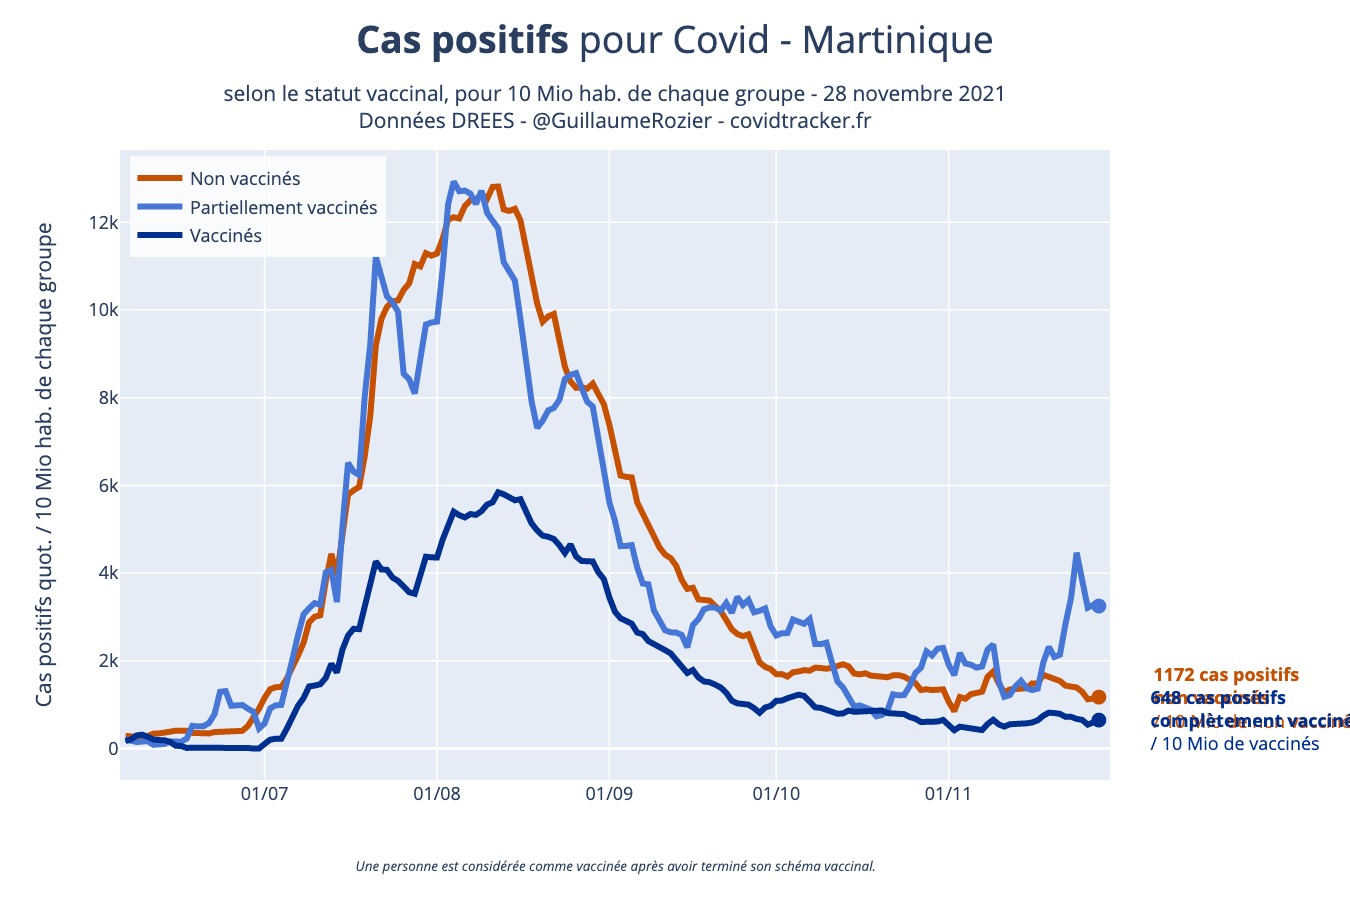 Cas positifs pour Covid - Martinique
selon le statut vaccinal, pour 10 Mio hab. de chaque groupe - 28 novembre 2021
Données DREES - @GuillaumeRozier - covidtracker.fr
Non vaccinés
Partiellement vaccinés
Vaccinés
Cas positifs quot. / 10 Mio hab. de chaque groupe
12k
10k
8k
6k
4k
2k
0
01/07
01/08
01/09
01/10
01/11
1172 cas positifs
648 cas positifs
complètement vacciné
/ 10 Mio de vaccinés
Une personne est considérée comme vaccinée après avoir terminé son schéma vaccinal.